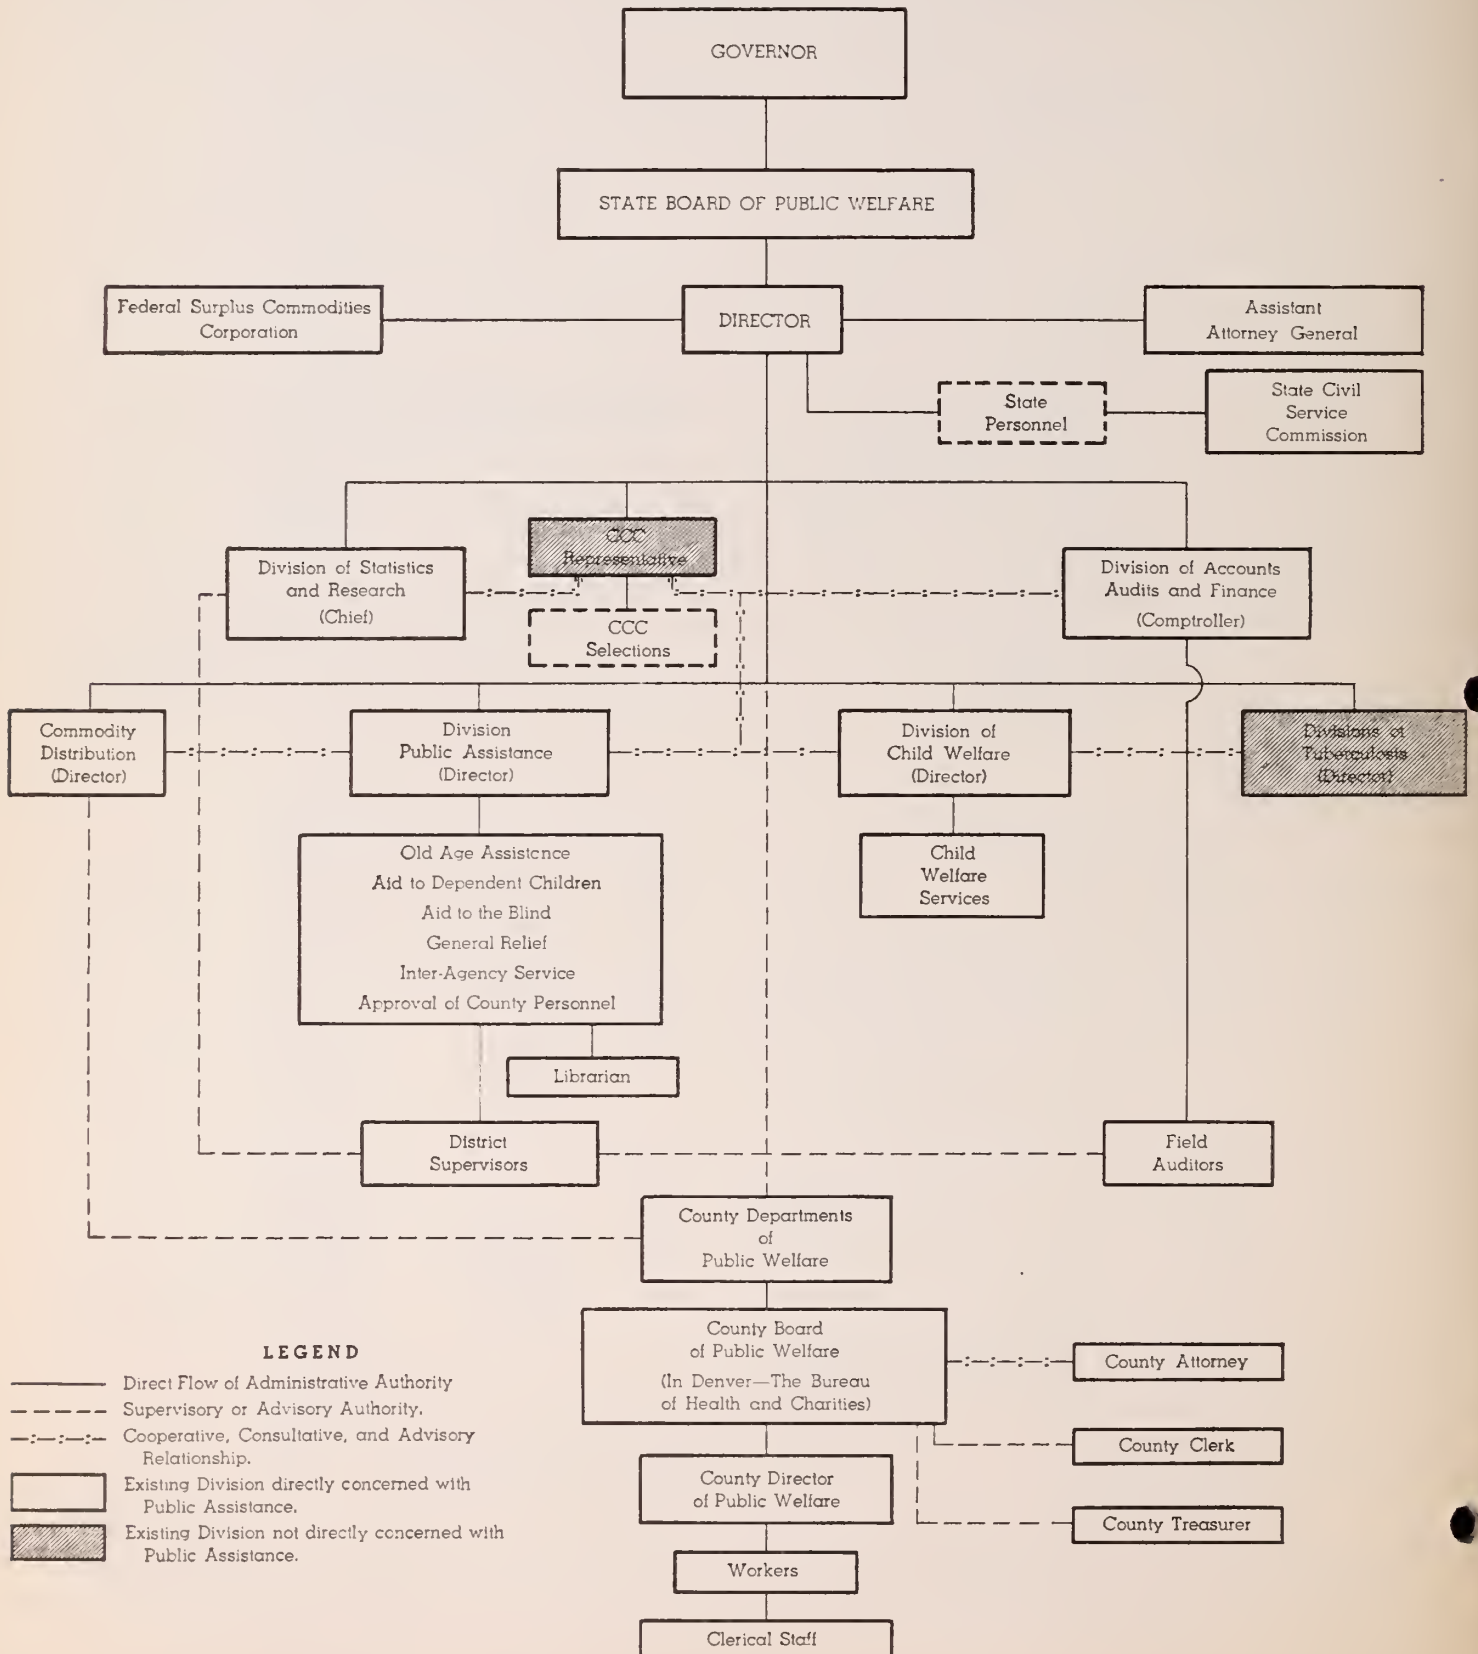 GOVERNOR
STATE BOARD OF PUBLIC WELFARE
Federal Surplus Commodities
Corporation
DIRECTOR
Assistant
Attorney General
State
Personnel
State Civil
Service
Commission
CCC
Representative
Division of Statistics
and Research
(Chief)
Division of Accounts
Audits and Finance
(Comptroller)
CCC
Selections
Commodity
Distribution
(Director)
Division
Public Assistance
(Director)
Division of
Child Welfare
(Director)
Divisions of
Tuberculosis
(Director)
Old Age Assistance
Aid to Dependent Children
Aid to the Blind
General Relief
Inter-Agency Service
Approval of County Personnel
Child
Welfare
Services
Librarian
District
Supervisors
Field
Auditors
County Departments
of
Public Welfare
County Board
of Public Welfare
(In Denver—The Bureau
of Health and Charities)
County Attorney
County Clerk
County Treasurer
County Director
of Public Welfare
Workers
Clerical Staff
LEGEND
Direct Flow of Administrative Authority
Supervisory or Advisory Authority.
Cooperative, Consultative, and Advisory
Relationship.
Existing Division directly concerned with
Public Assistance.
Existing Division not directly concerned with
Public Assistance.